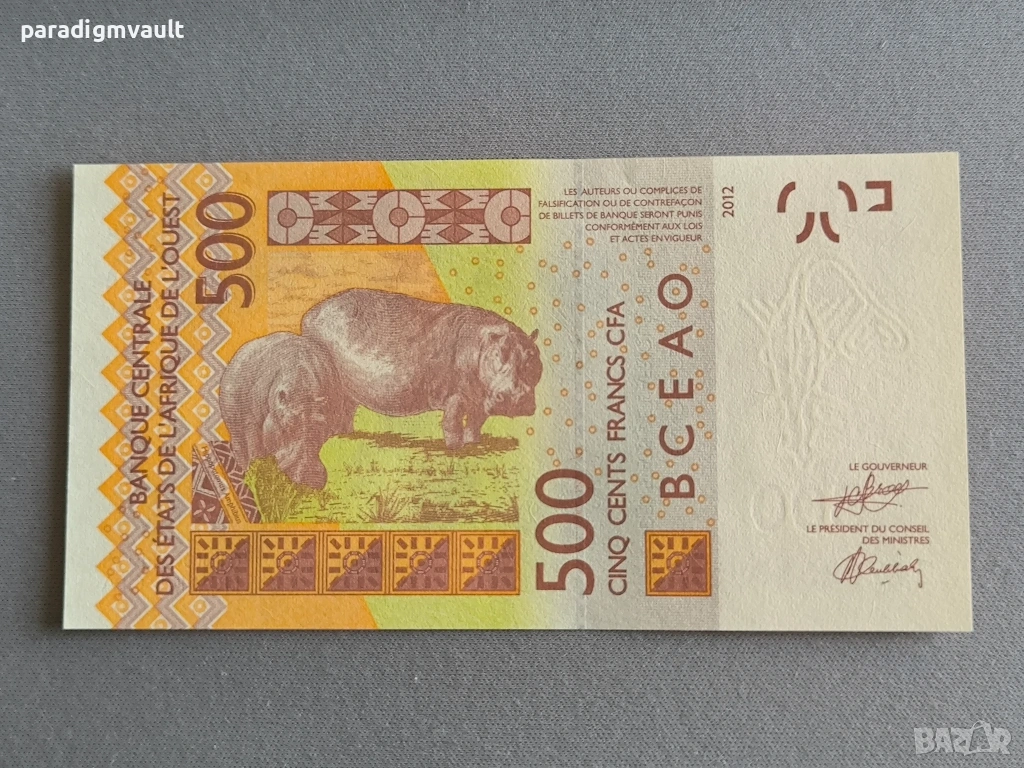 paradigmvault
BANQUE CENTRALE
DES ÉTATS DE L'AFRIQUE DE L'OUEST
500
LES AUTEURS OU COMPLICES DE
FALSIFICATION OU DE CONTREFAÇON
DE BILLETS DE BANQUE SERONT PUNIS
CONFORMÉMENT AUX LOIS
ET ACTES EN VIGUEUR
2012
500
CINQ CENTS FRANCS CFA
BCEAO
LE GOUVERNEUR
LE PRÉSIDENT DU CONSEIL
DES MINISTRES
BAZAR